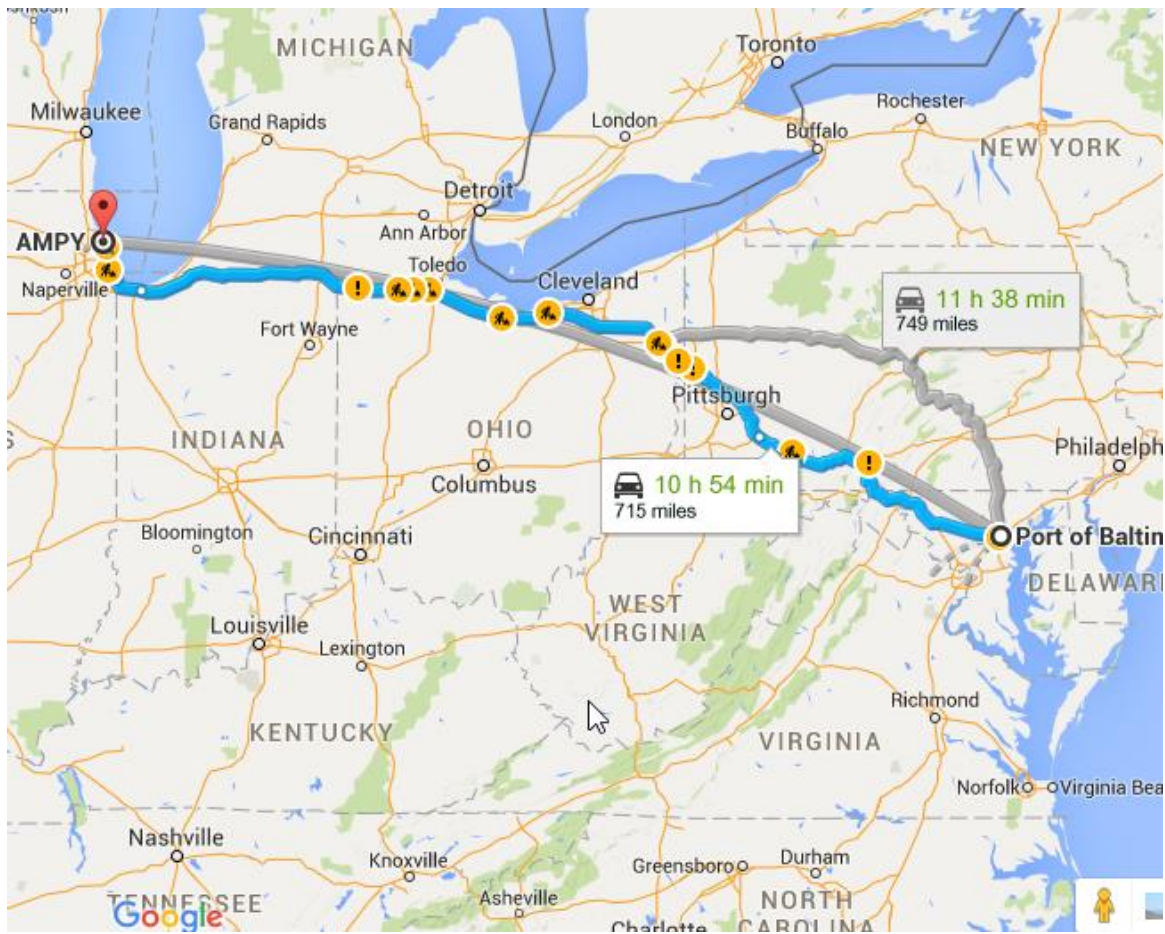 MICHIGAN
Toronto
Milwaukee
Grand Rapids
London
Rochester
Buffalo
NEW YORK
Detroit
AMPY
Ann Arbor
Toledo
Naperville
Cleveland
11 h 38 min
749 miles
Fort Wayne
Pittsburgh
INDIANA
OHIO
Philadelph
10 h 54 min
715 miles
Columbus
Bloomington
Cincinnati
Port of Baltim
DELAWARE
WEST
VIRGINIA
Louisville
Lexington
Richmond
KENTUCKY
VIRGINIA
Norfolk
Virginia Bea
Nashville
Knoxville
Greensboro
Durham
TENNESSEE
Google
Asheville
NORTH
CAROLINA
Charlotte